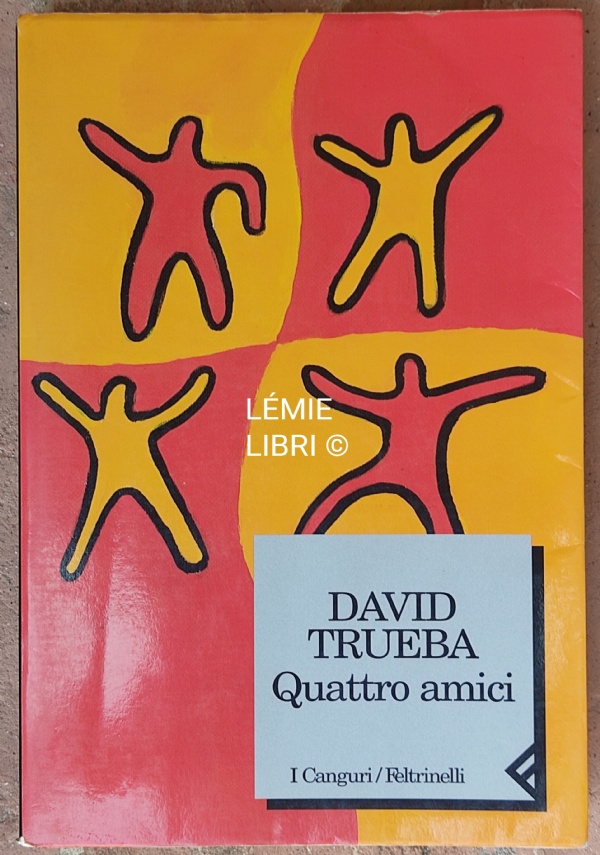 LÉMIE
LIBRI ©
DAVID
TRUEBA
Quattro amici
I Canguri / Feltrinelli